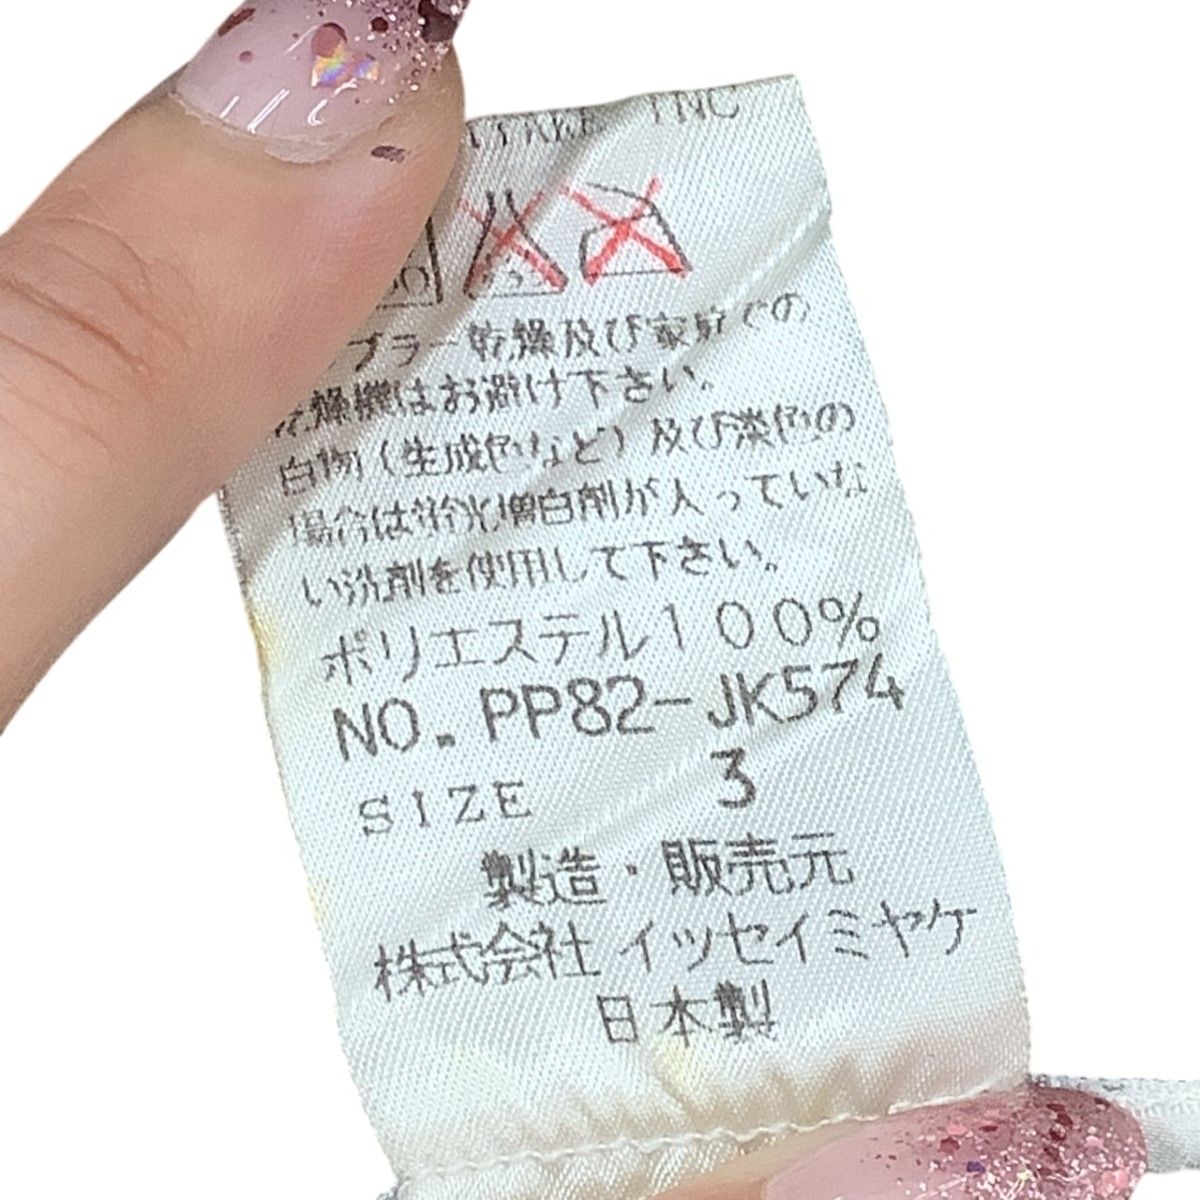 INC
ブラー乾燥及び家庭での
乾燥機はお避け下さい。
白物(生成色など)及び淡色の
場合は蛍光増白剤が入っていな
い洗剤を使用して下さい。
ポリエステル100%
NO. PP82-JK574
SIZE 3
製造・販売元
株式会社 イッセイミヤケ
日本製